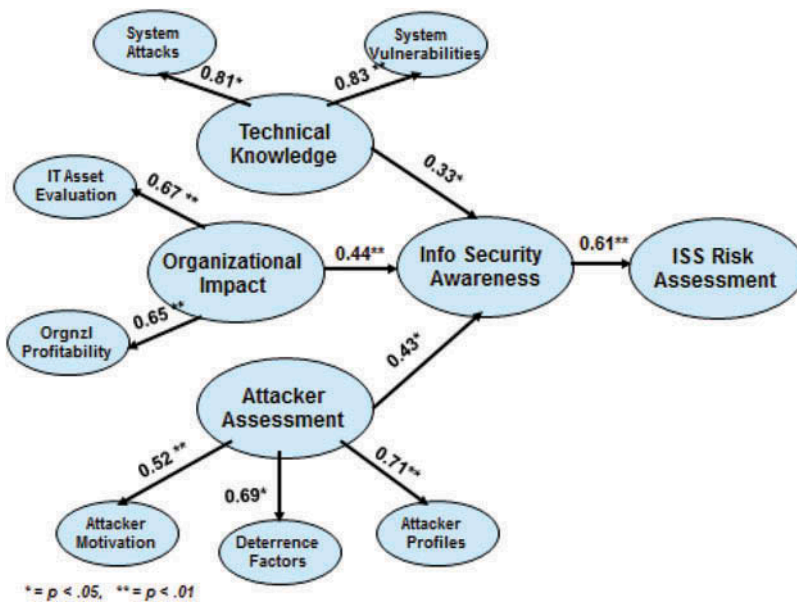 System
Attacks
System
Vulnerabilities
0.81*
0.83 **
Technical
Knowledge
IT Asset
Evaluation
0.67 **
0.33*
Organizational
Impact
0.44**
Info Security
Awareness
0.61**
ISS Risk
Assessment
Orgnzl
Profitability
0.65 **
0.43*
Attacker
Assessment
0.52 **
0.69*
0.71**
Attacker
Motivation
Deterrence
Factors
Attacker
Profiles
* = p < .05, ** = p < .01